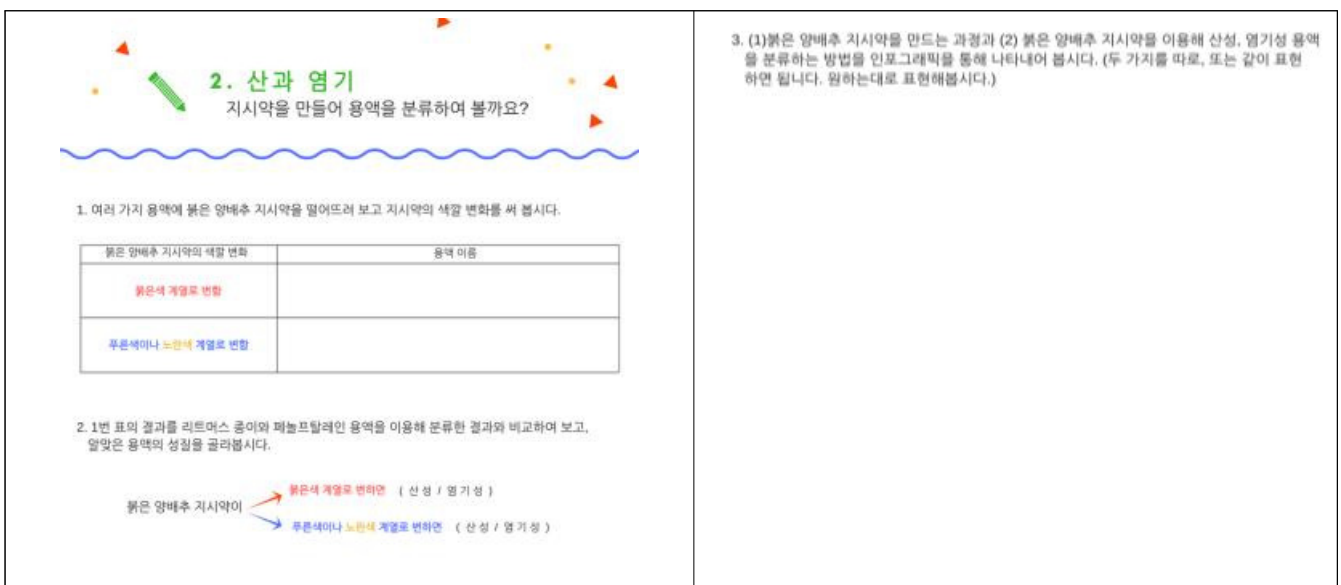 2. 산과 염기
지시약을 만들어 용액을 분류하여 볼까요?
1. 여러 가지 용액에 붉은 양배추 지시약을 떨어뜨려 보고 지시약의 색깔 변화를 써 봅시다.
붉은 양배추 지시약의 색깔 변화 용액 이름
붉은색 계열로 변함
푸른색이나 노란색 계열로 변함
2. 1번 표의 결과를 리트머스 종이와 페놀프탈레인 용액을 이용해 분류한 결과와 비교하여 보고,
알맞은 용액의 성질을 골라봅시다.
붉은 양배추 지시약이
붉은색 계열로 변하면 ( 산성 / 염기성 )
푸른색이나 노란색 계열로 변하면 ( 산성 / 염기성 )
3. (1)붉은 양배추 지시약을 만드는 과정과 (2) 붉은 양배추 지시약을 이용해 산성, 염기성 용액
을 분류하는 방법을 인포그래픽을 통해 나타내어 봅시다. (두 가지를 따로, 또는 같이 표현
하면 됩니다. 원하는대로 표현해봅시다.)